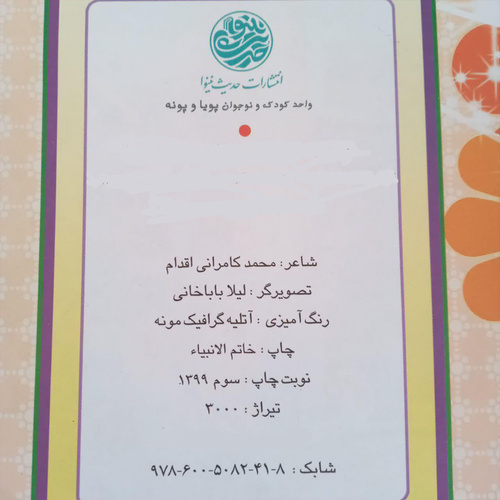 انتشارات حدیث نینوا
واحد کودک و نوجوان پویا و پونه
شاعر : محمد کامرانی اقدام
تصویرگر : لیلا باباخانی
رنگ آمیزی : آتلیه گرافیک مونه
چاپ : خاتم الانبیاء
نوبت چاپ : سوم ۱۳۹۹
تیراژ : ۳۰۰۰
شابک : ۹۷۸-۶۰۰-۵۰۸۲-۴۱-۸